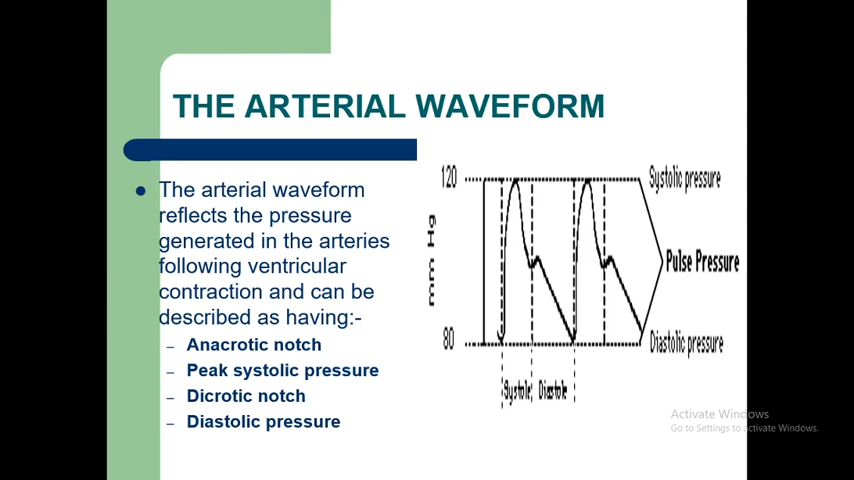 THE ARTERIAL WAVEFORM
● The arterial waveform
reflects the pressure
generated in the arteries
following ventricular
contraction and can be
described as having:-
– Anacrotic notch
– Peak systolic pressure
– Dicrotic notch
– Diastolic pressure
120
Systolic pressure
mm Hg
Pulse Pressure
80
Diastolic pressure
Systole
Diastole
Activate Windows
Go to Settings to activate Windows.